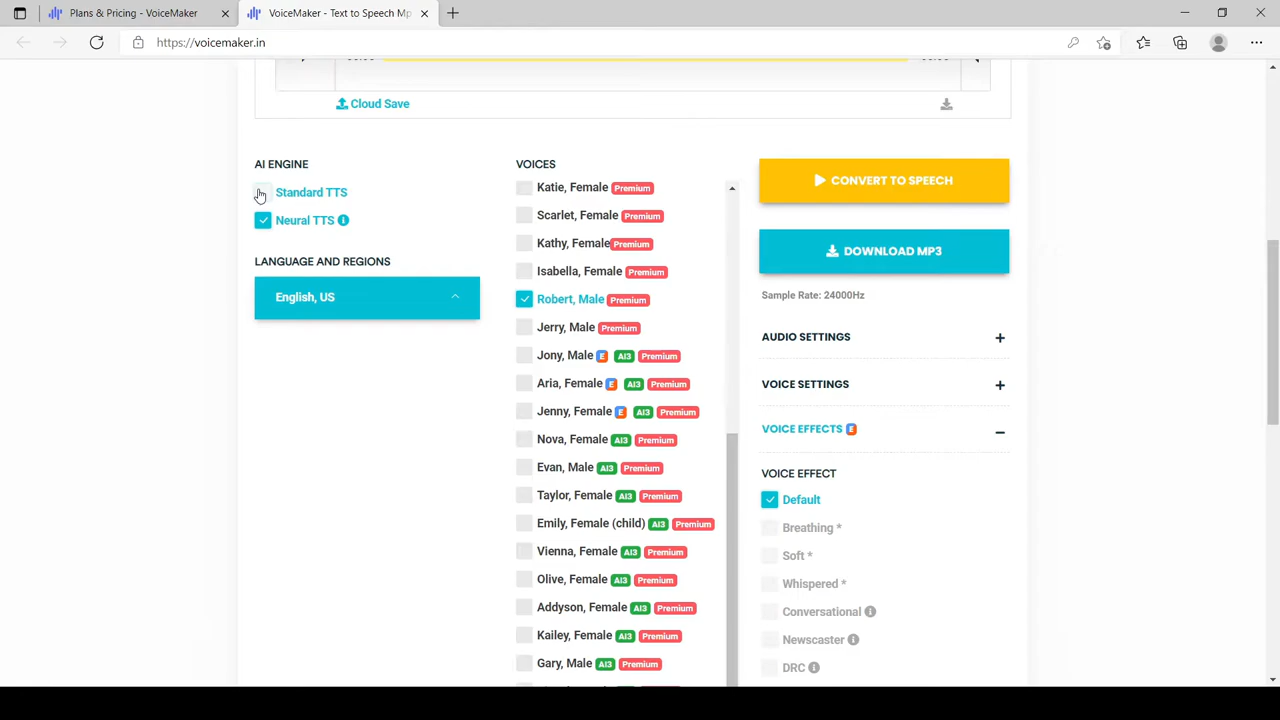 Plans & Pricing - VoiceMaker
VoiceMaker - Text to Speech Mp
https://voicemaker.in
Cloud Save
AI ENGINE
Standard TTS
Neural TTS
LANGUAGE AND REGIONS
English, US
VOICES
Katie, Female Premium
Scarlet, Female Premium
Kathy, Female Premium
Isabella, Female Premium
Robert, Male Premium
Jerry, Male Premium
Jony, Male E AI3 Premium
Aria, Female E AI3 Premium
Jenny, Female E AI3 Premium
Nova, Female AI3 Premium
Evan, Male AI3 Premium
Taylor, Female AI3 Premium
Emily, Female (child) AI3 Premium
Vienna, Female AI3 Premium
Olive, Female AI3 Premium
Addyson, Female AI3 Premium
Kailey, Female AI3 Premium
Gary, Male AI3 Premium
CONVERT TO SPEECH
DOWNLOAD MP3
Sample Rate: 24000Hz
AUDIO SETTINGS +
VOICE SETTINGS +
VOICE EFFECTS E −
VOICE EFFECT
Default
Breathing *
Soft *
Whispered *
Conversational
Newscaster
DRC